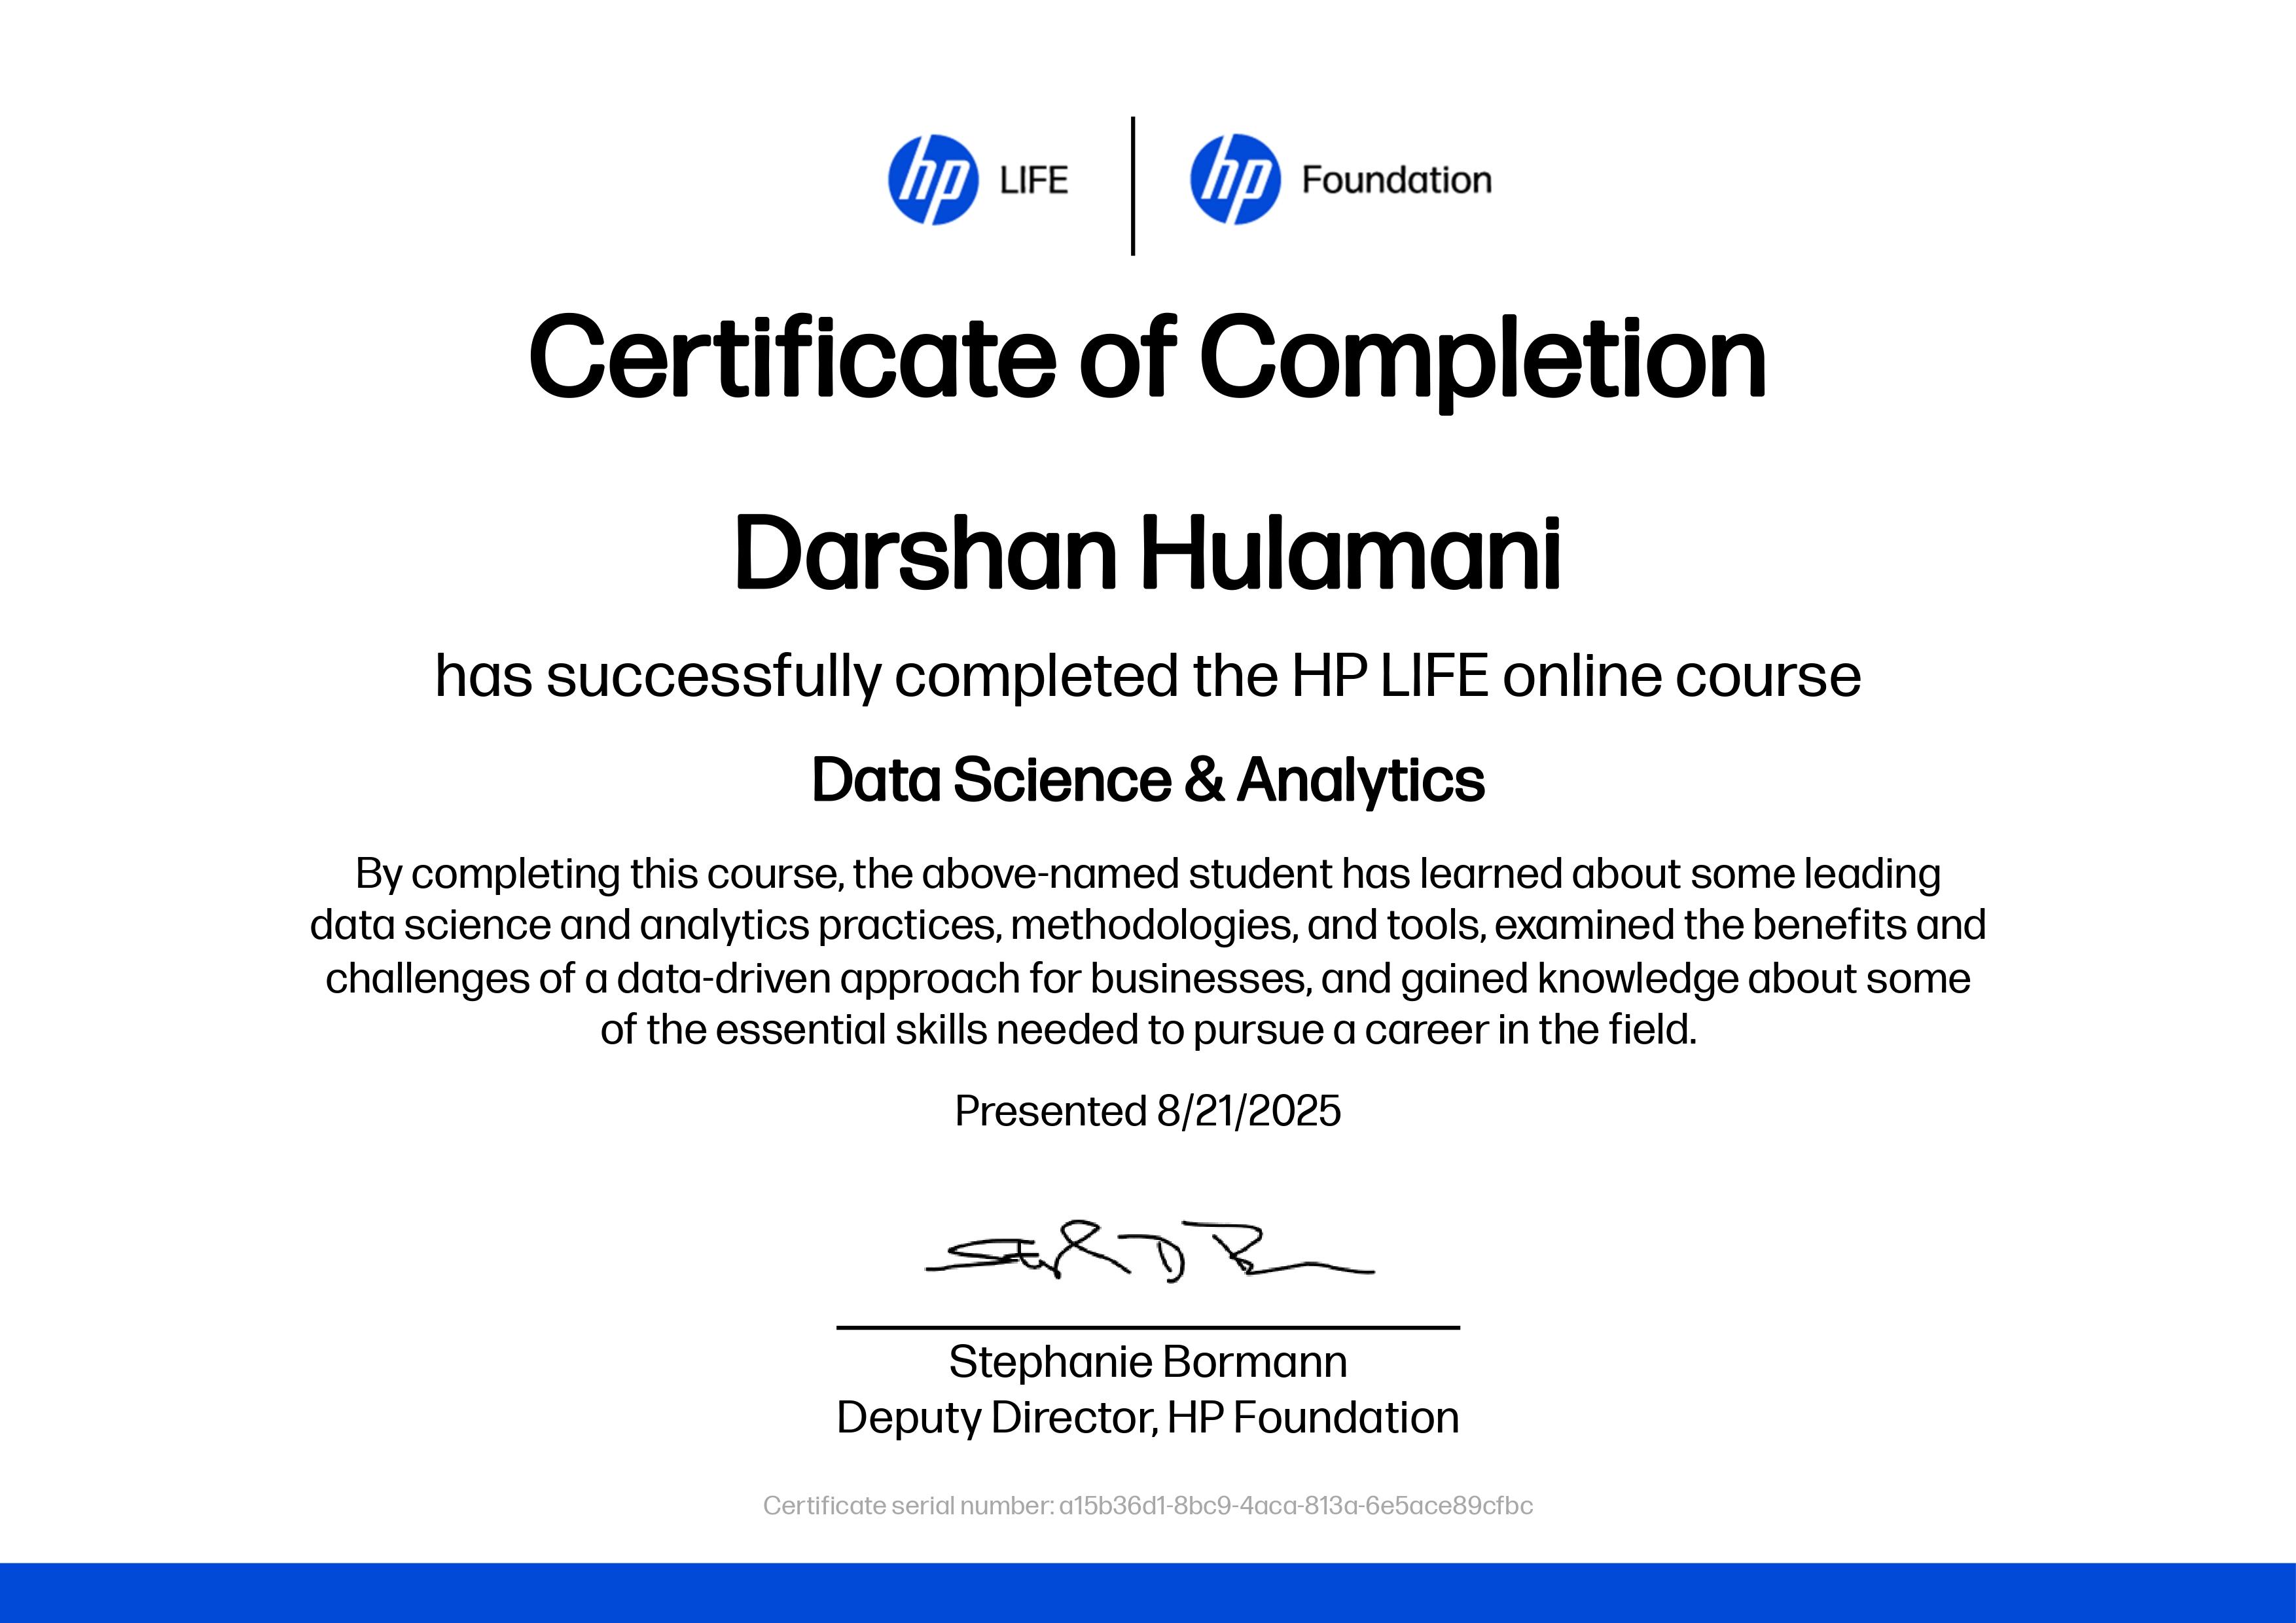 hp LIFE | hp Foundation
Certificate of Completion
Darshan Hulamani
has successfully completed the HP LIFE online course
Data Science & Analytics
By completing this course, the above-named student has learned about some leading
data science and analytics practices, methodologies, and tools, examined the benefits and
challenges of a data-driven approach for businesses, and gained knowledge about some
of the essential skills needed to pursue a career in the field.
Presented 8/21/2025
Stephanie Bormann
Deputy Director, HP Foundation
Certificate serial number: a15b36d1-8bc9-4aca-813a-6e5ace89cfbc